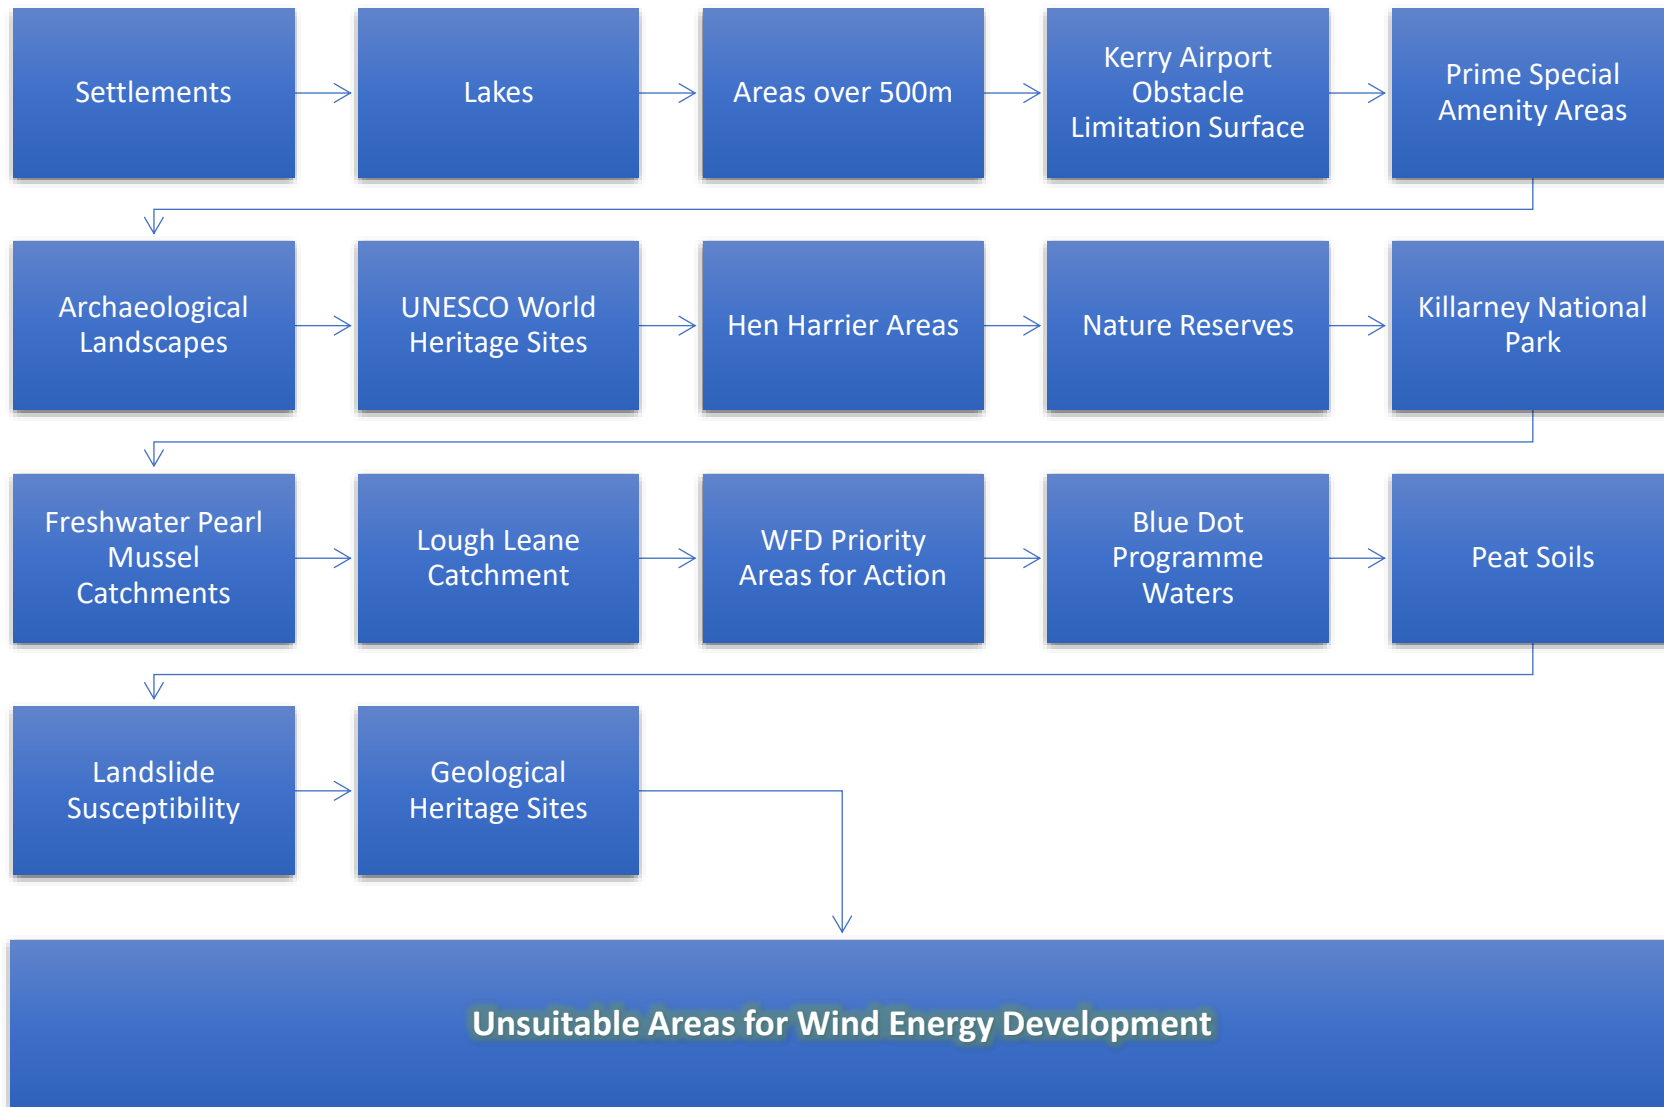 Settlements
Lakes
Areas over 500m
Kerry Airport
Obstacle
Limitation Surface
Prime Special
Amenity Areas
Archaeological
Landscapes
UNESCO World
Heritage Sites
Hen Harrier Areas
Nature Reserves
Killarney National
Park
Freshwater Pearl
Mussel
Catchments
Lough Leane
Catchment
WFD Priority
Areas for Action
Blue Dot
Programme
Waters
Peat Soils
Landslide
Susceptibility
Geological
Heritage Sites
Unsuitable Areas for Wind Energy Development